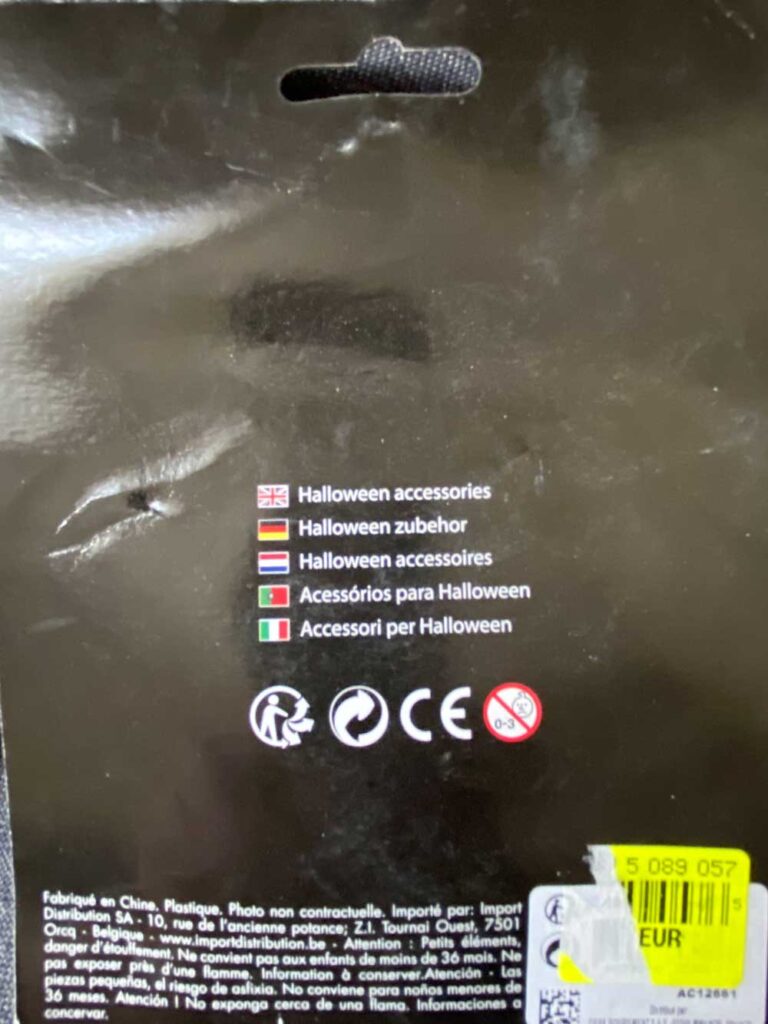 Halloween accessories
Halloween zubehor
Halloween accessoires
Acessórios para Halloween
Accessori per Halloween
CE
0-3
Fabriqué en Chine. Plastique. Photo non contractuelle. Importé par: Import
Distribution SA - 10, rue de l'ancienne potance; Z.I. Tournai Ouest, 7501
Orcq - Belgique - www.importdistribution.be - Attention : Petits éléments,
danger d'étouffement. Ne convient pas aux enfants de moins de 36 mois. Ne
pas exposer près d'une flamme. Information à conserver.Atención - Las
piezas pequeñas, el riesgo de asfixia. No conviene para noños menores de
36 meses. Atención ! No exponga cerca de una flama. Informaciones a
conservar.
5 089 057
5
EUR
AC12661
Distribué par